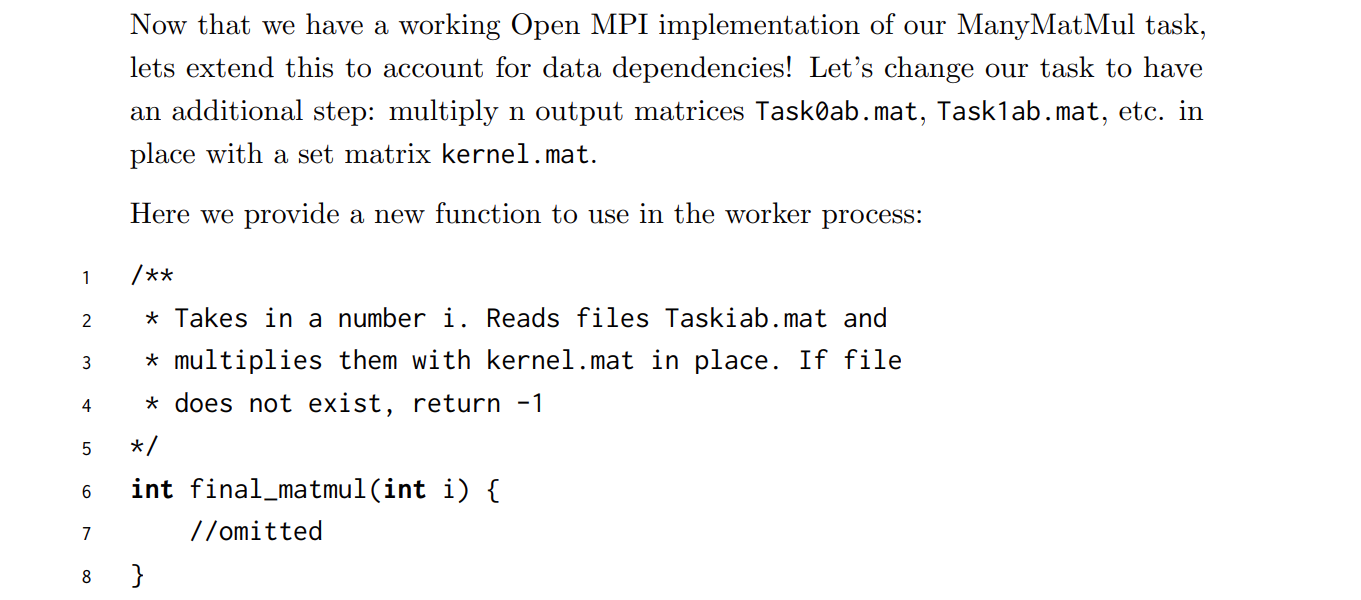 Now that we have a working Open MPI implementation of our ManyMatMul task,
lets extend this to account for data dependencies! Let’s change our task to have
an additional step: multiply n output matrices Task0ab.mat, Task1ab.mat, etc. in
place with a set matrix kernel.mat.
Here we provide a new function to use in the worker process:
1 /**
2 * Takes in a number i. Reads files Taskiab.mat and
3 * multiplies them with kernel.mat in place. If file
4 * does not exist, return -1
5 */
6 int final_matmul(int i) {
7 //omitted
8 }